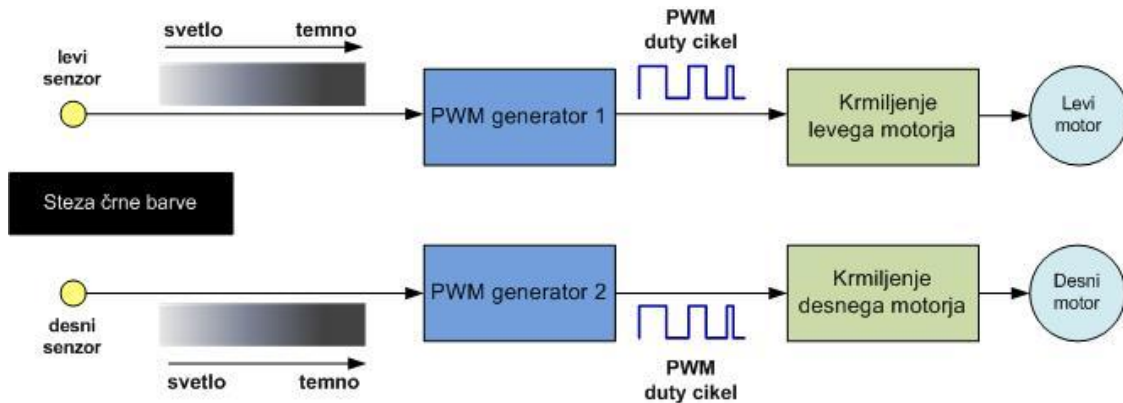 svetlo temno
levi
senzor
PWM
duty cikel
PWM generator 1
Krmiljenje
levega motorja
Levi
motor
Steza črne barve
desni
senzor
svetlo temno
PWM generator 2
PWM
duty cikel
Krmiljenje
desnega motorja
Desni
motor